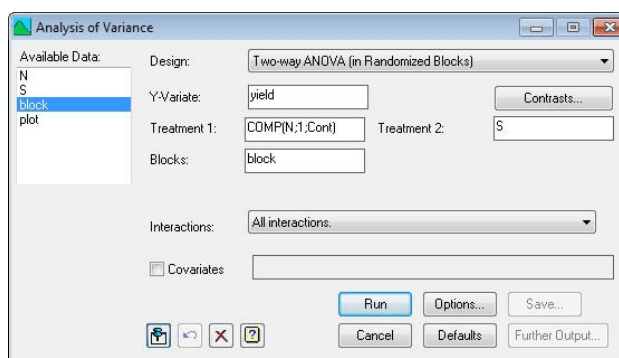 Analysis of Variance
Available Data:
N
S
block
plot
Design:
Two-way ANOVA (in Randomized Blocks)
Y-Variate:
yield
Contrasts...
Treatment 1:
COMP(N;1;Cont)
Treatment 2:
S
Blocks:
block
Interactions:
All interactions.
Covariates
Run
Options...
Save...
Cancel
Defaults
Further Output...